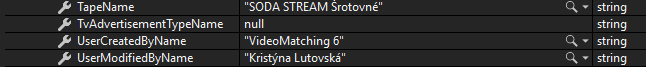 TapeName "SODA STREAM Šrotovné" string
TvAdvertisementTypeName null string
UserCreatedByName "VideoMatching 6" string
UserModifiedByName "Kristýna Lutovská" string